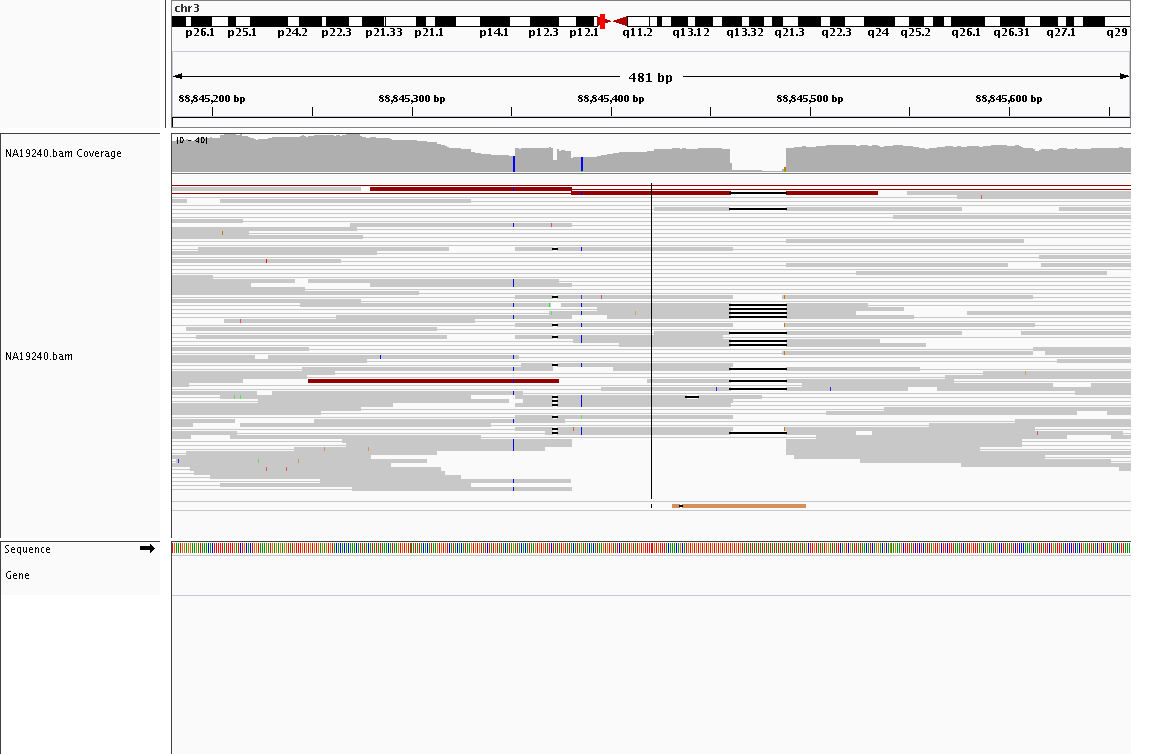 chr3
p26.1 p25.1 p24.2 p22.3 p21.33 p21.1 p14.1 p12.3 p12.1 q11.2 q13.12 q13.32 q21.3 q22.3 q24 q25.2 q26.1 q26.31 q27.1 q29
481 bp
88,845,200 bp 88,845,300 bp 88,845,400 bp 88,845,500 bp 88,845,600 bp
[0 - 40]
NA19240.bam Coverage
NA19240.bam
Sequence
Gene